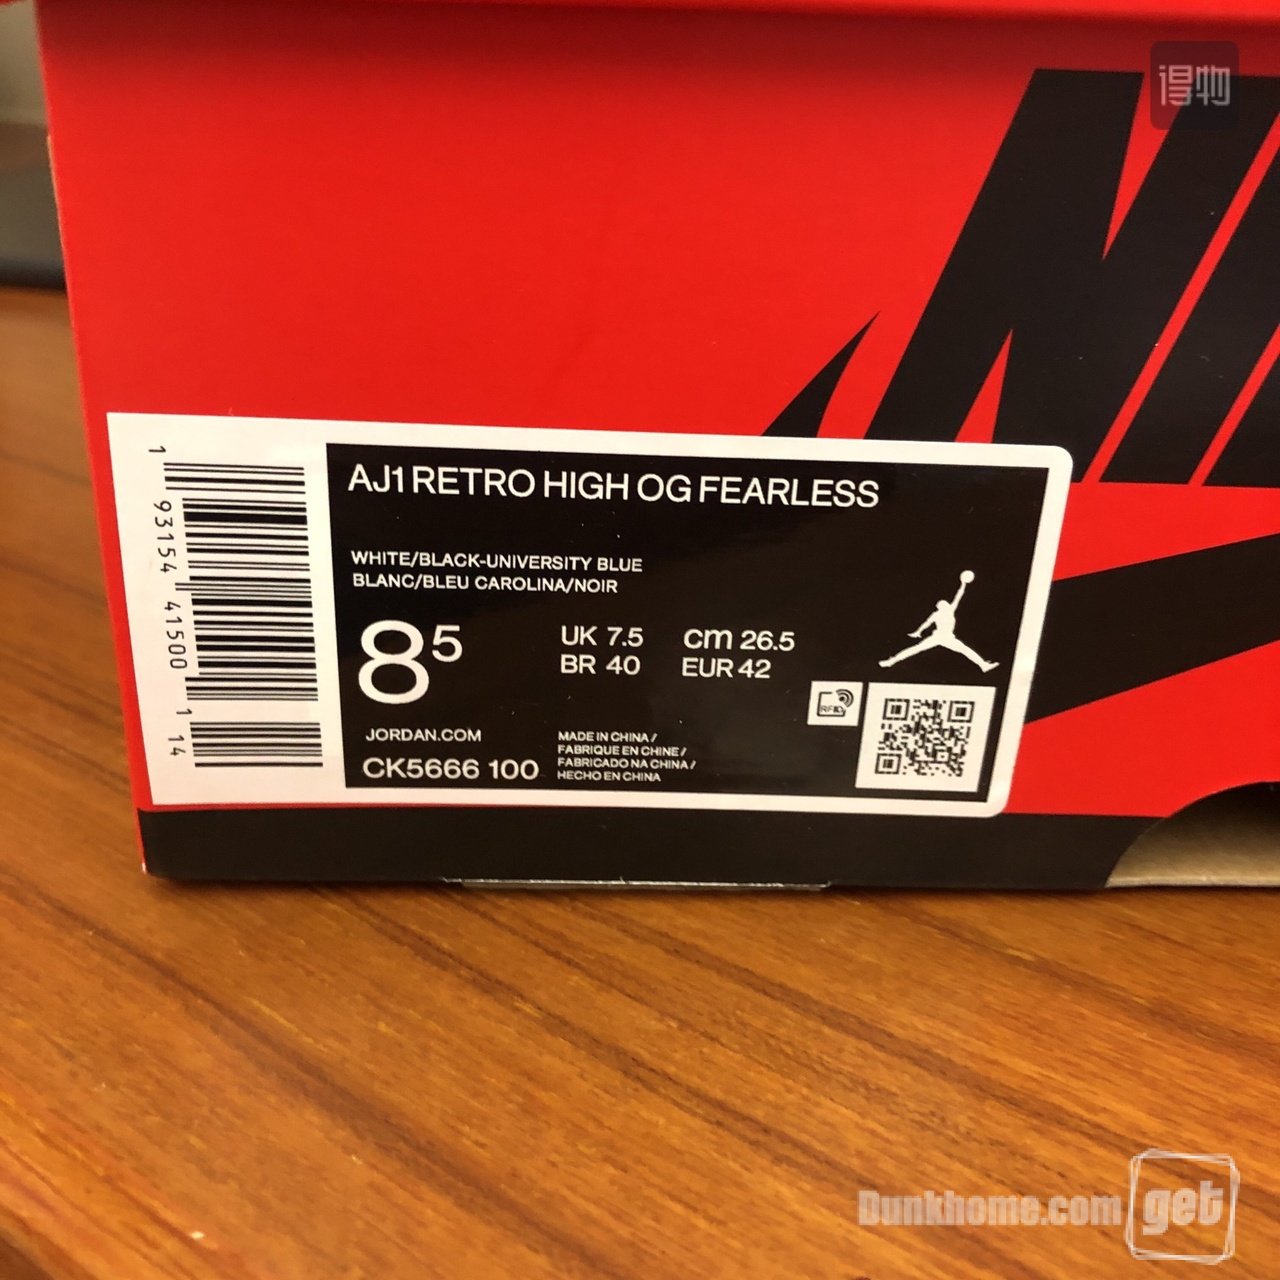 得物
NI
AJ1 RETRO HIGH OG FEARLESS
WHITE/BLACK-UNIVERSITY BLUE
BLANC/BLEU CAROLINA/NOIR
8⁵
UK 7.5
cm 26.5
BR 40
EUR 42
RFID
JORDAN.COM
CK5666 100
MADE IN CHINA /
FABRIQUE EN CHINE /
FABRICADO NA CHINA /
HECHO EN CHINA
1 93154 41500 1 14
Dunkhome.com get